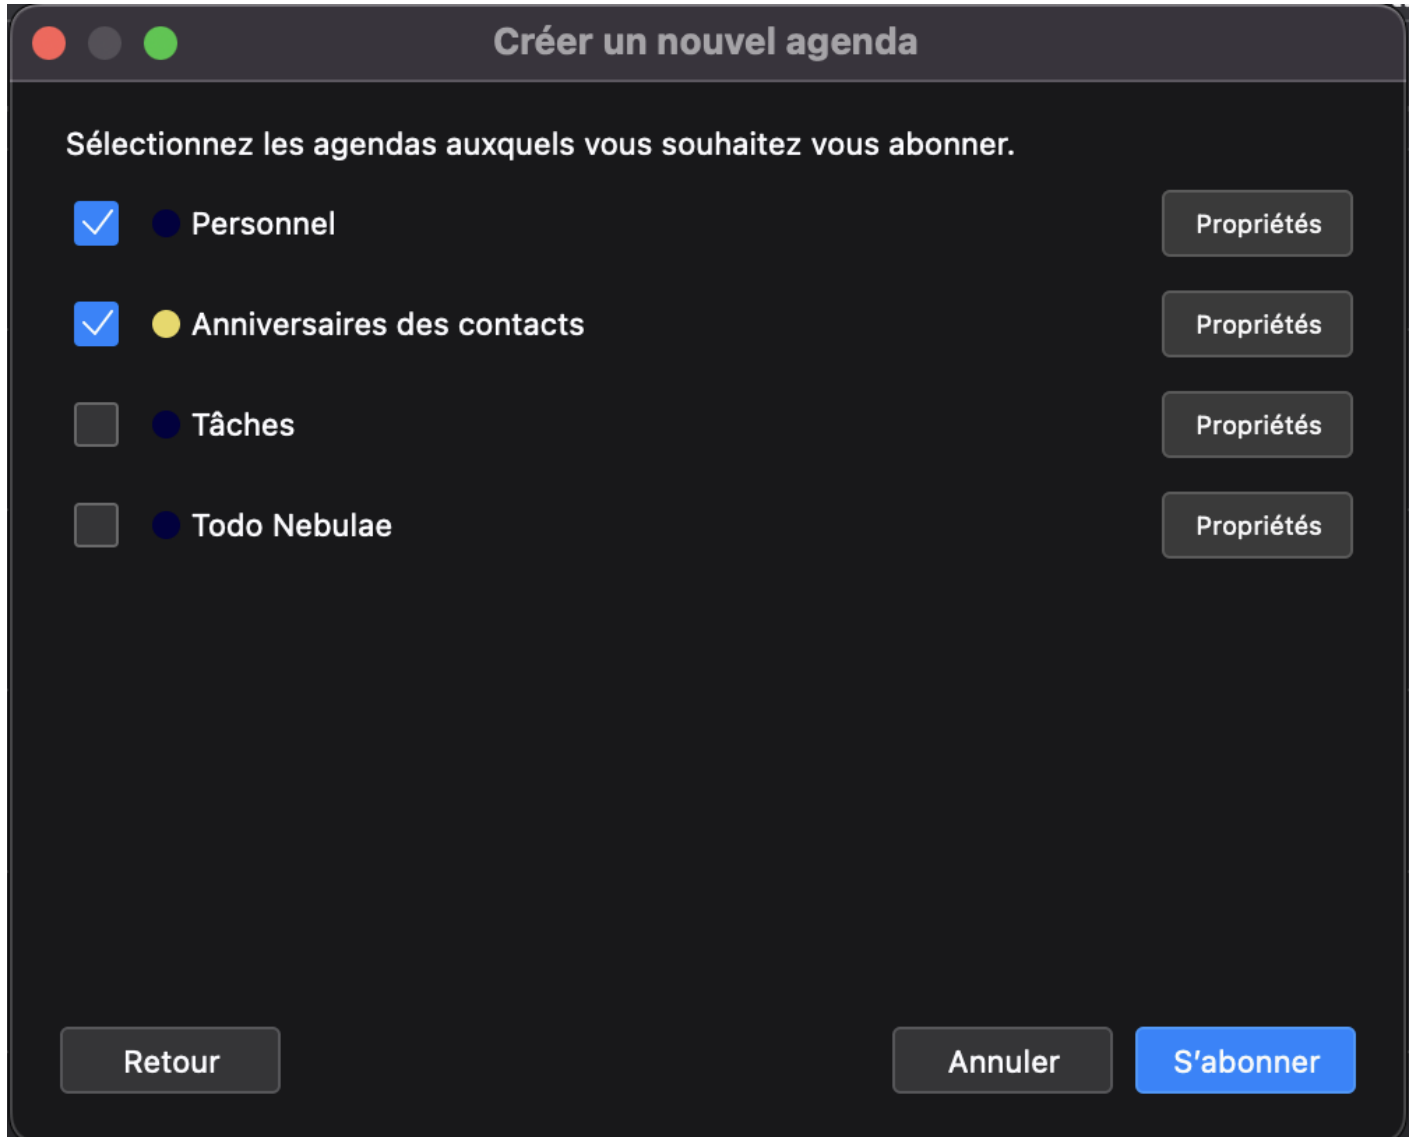 Créer un nouvel agenda
Sélectionnez les agendas auxquels vous souhaitez vous abonner.
Personnel Propriétés
Anniversaires des contacts Propriétés
Tâches Propriétés
Todo Nebulae Propriétés
Retour Annuler S'abonner